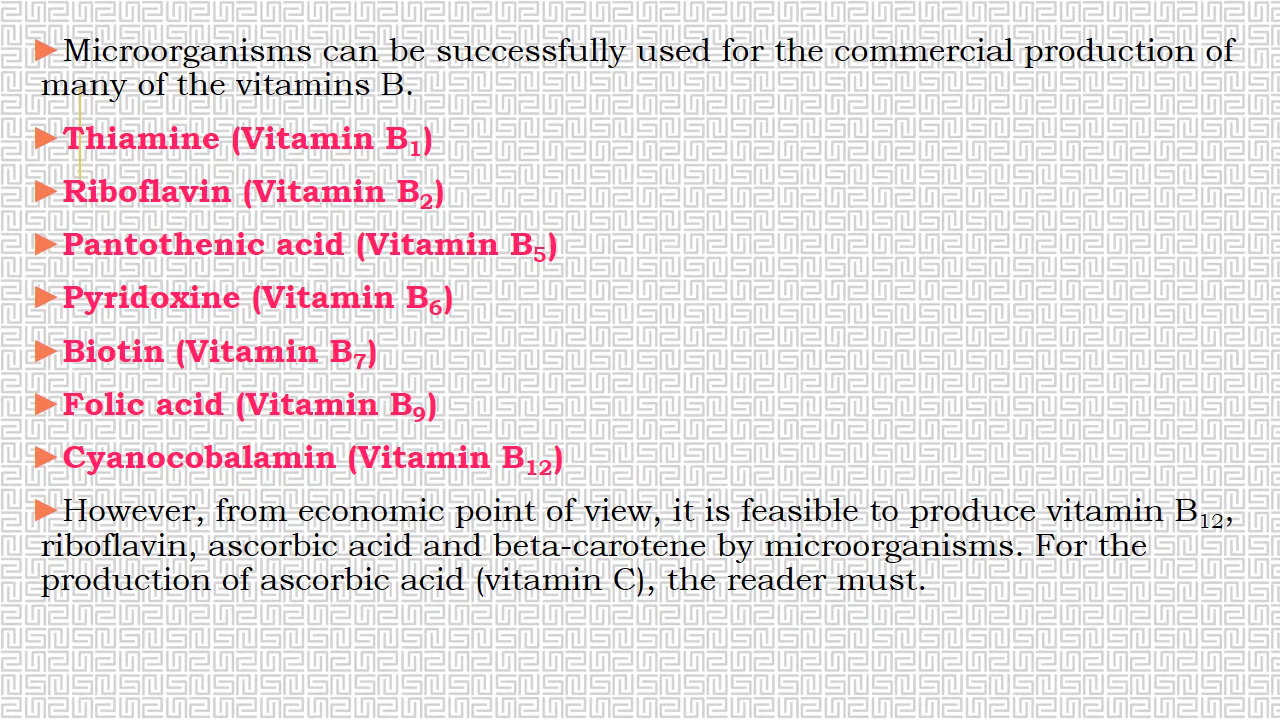 ►Microorganisms can be successfully used for the commercial production of
many of the vitamins B.
►Thiamine (Vitamin B₁)
►Riboflavin (Vitamin B₂)
►Pantothenic acid (Vitamin B₅)
►Pyridoxine (Vitamin B₆)
►Biotin (Vitamin B₇)
►Folic acid (Vitamin B₉)
►Cyanocobalamin (Vitamin B₁₂)
►However, from economic point of view, it is feasible to produce vitamin B₁₂,
riboflavin, ascorbic acid and beta-carotene by microorganisms. For the
production of ascorbic acid (vitamin C), the reader must.